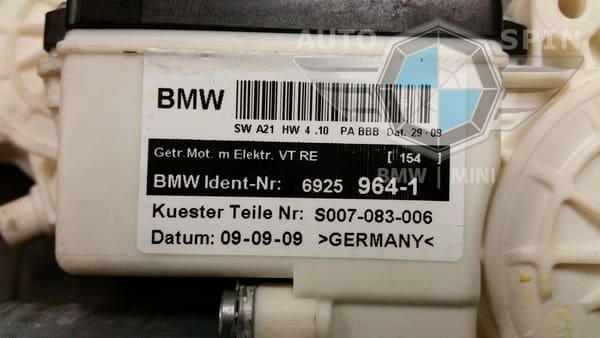 AUTO SPIN
BMW
SW A21 HW 4 .10 PA BBB Dat. 29-09
Getr.Mot. m Elektr. VT RE [ 154 ]
BMW Ident-Nr: 6925 964-1
BMW | MINI
Kuester Teile Nr: S007-083-006
Datum: 09-09-09 >GERMANY<